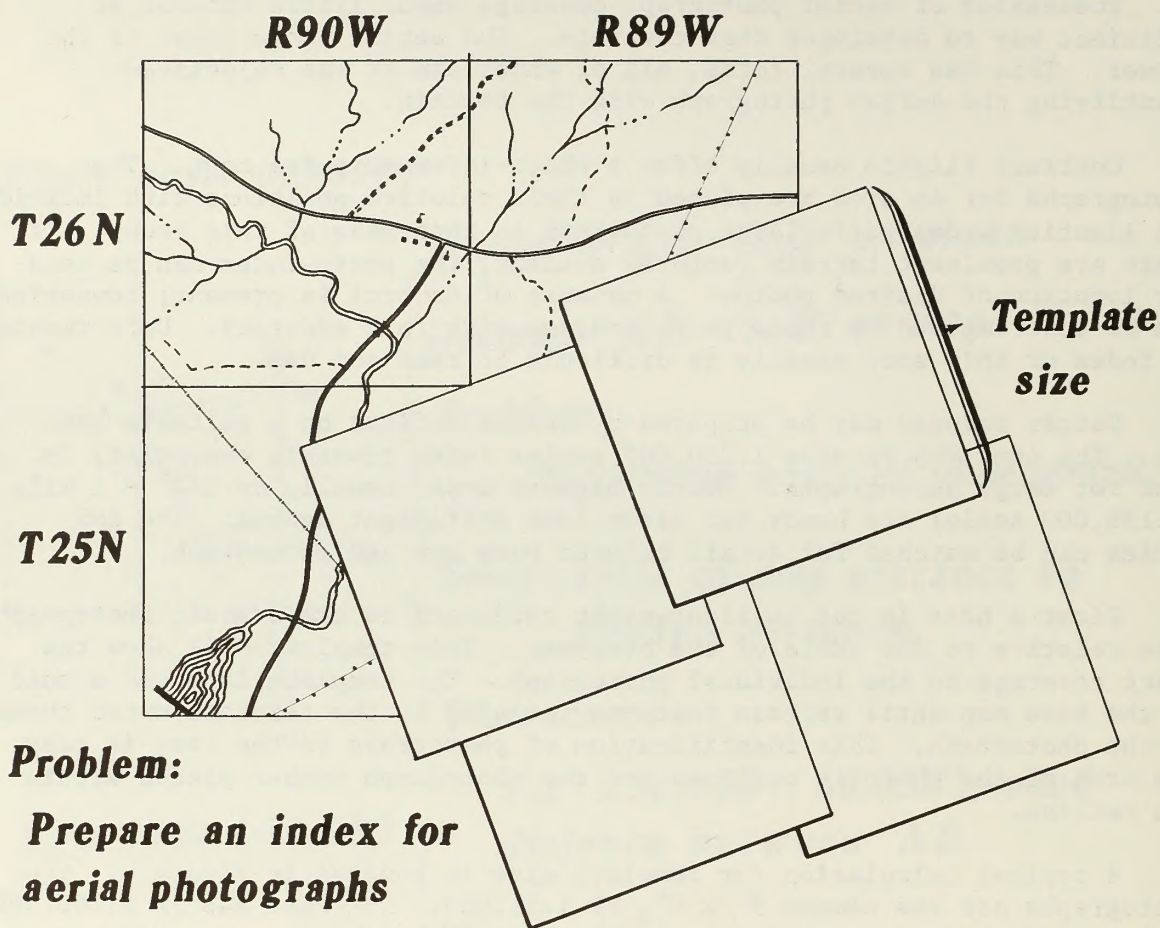 R90W R89W
T26N
Template
size
T25N
Problem:
Prepare an index for
aerial photographs